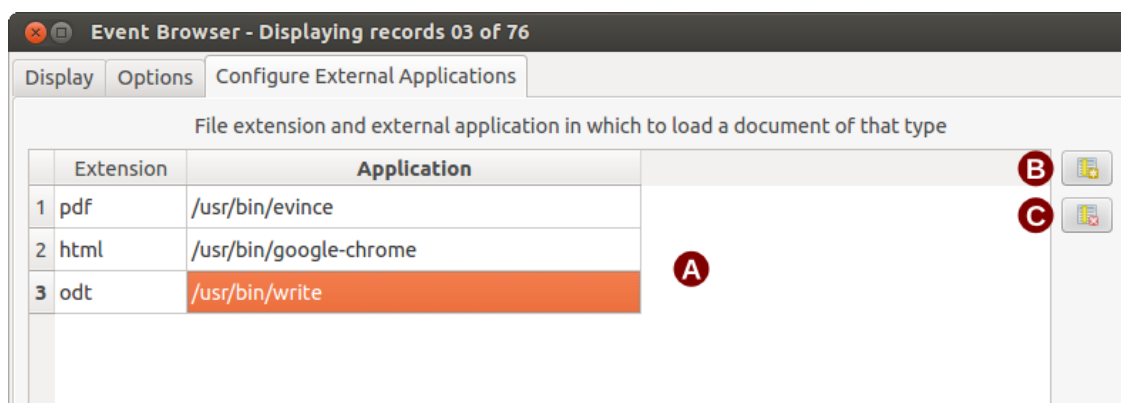 Event Browser - Displaying records 03 of 76
Display Options Configure External Applications
File extension and external application in which to load a document of that type
Extension Application B
1 pdf /usr/bin/evince C
2 html /usr/bin/google-chrome A
3 odt /usr/bin/write